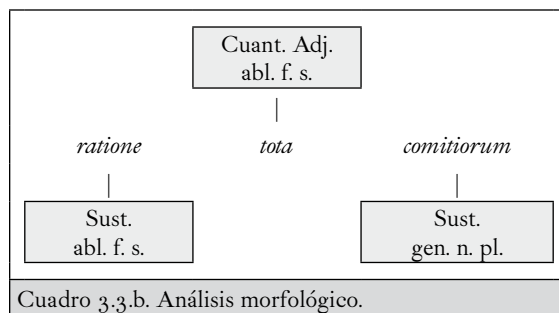 Cuant. Adj.
abl. f. s.
ratione tota comitiorum
Sust.
abl. f. s.
Sust.
gen. n. pl.
Cuadro 3.3.b. Análisis morfológico.